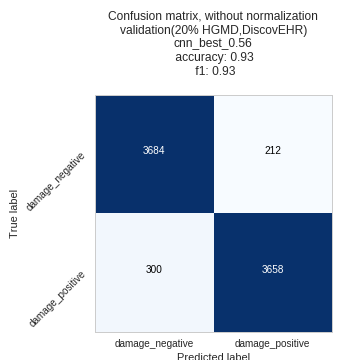 Confusion matrix, without normalization
validation(20% HGMD,DiscovEHR)
cnn_best_0.56
accuracy: 0.93
f1: 0.93
True label
damage_negative
3684
212
damage_positive
300
3658
damage_negative
damage_positive
Predicted label